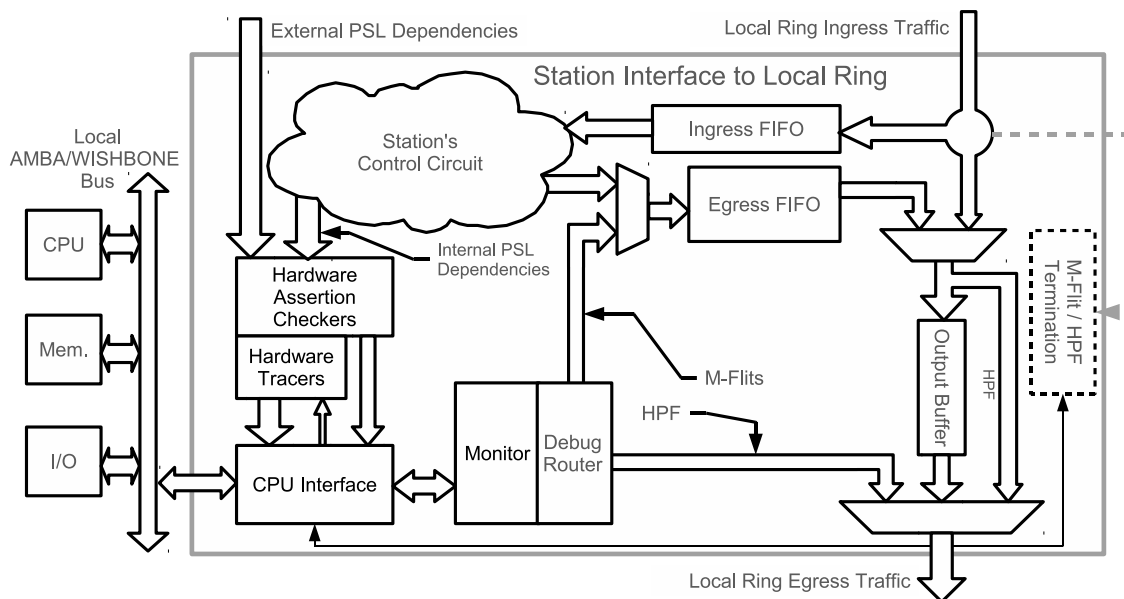 External PSL Dependencies
Local Ring Ingress Traffic
Station Interface to Local Ring
Station's
Control Circuit
Ingress FIFO
Local
AMBA/WISHBONE
Bus
Egress FIFO
CPU
Internal PSL
Dependencies
Hardware
Assertion
Checkers
M-Flit / HPF
Termination
Mem.
Hardware
Tracers
Output Buffer
HPF
M-Flits
HPF
I/O
Monitor
Debug
Router
CPU Interface
Local Ring Egress Traffic